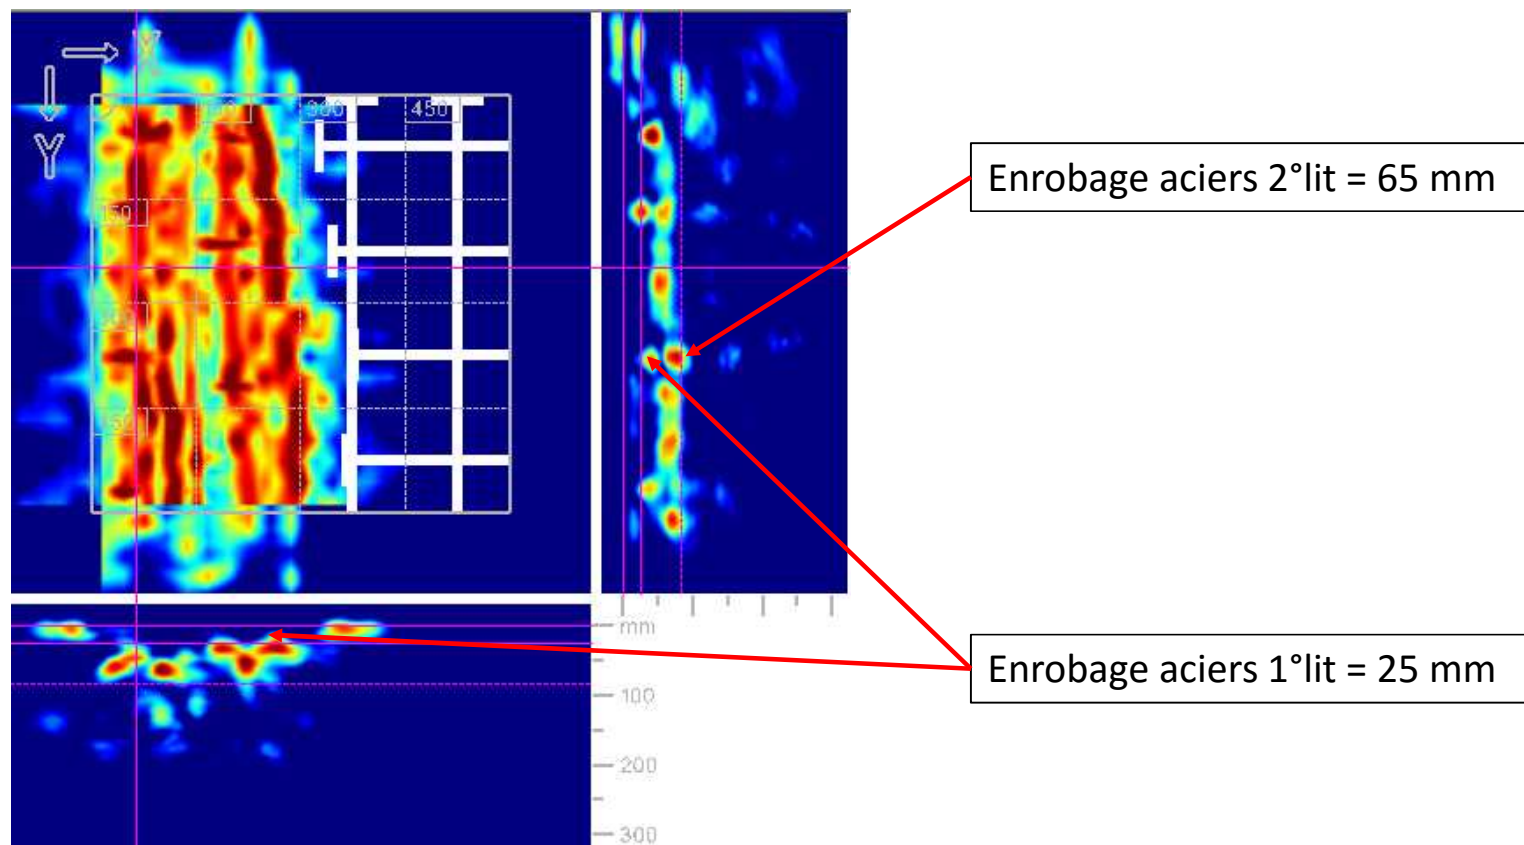 X
300
450
Y
150
Enrobage aciers 2°lit = 65 mm
mm
Enrobage aciers 1°lit = 25 mm
100
200
300